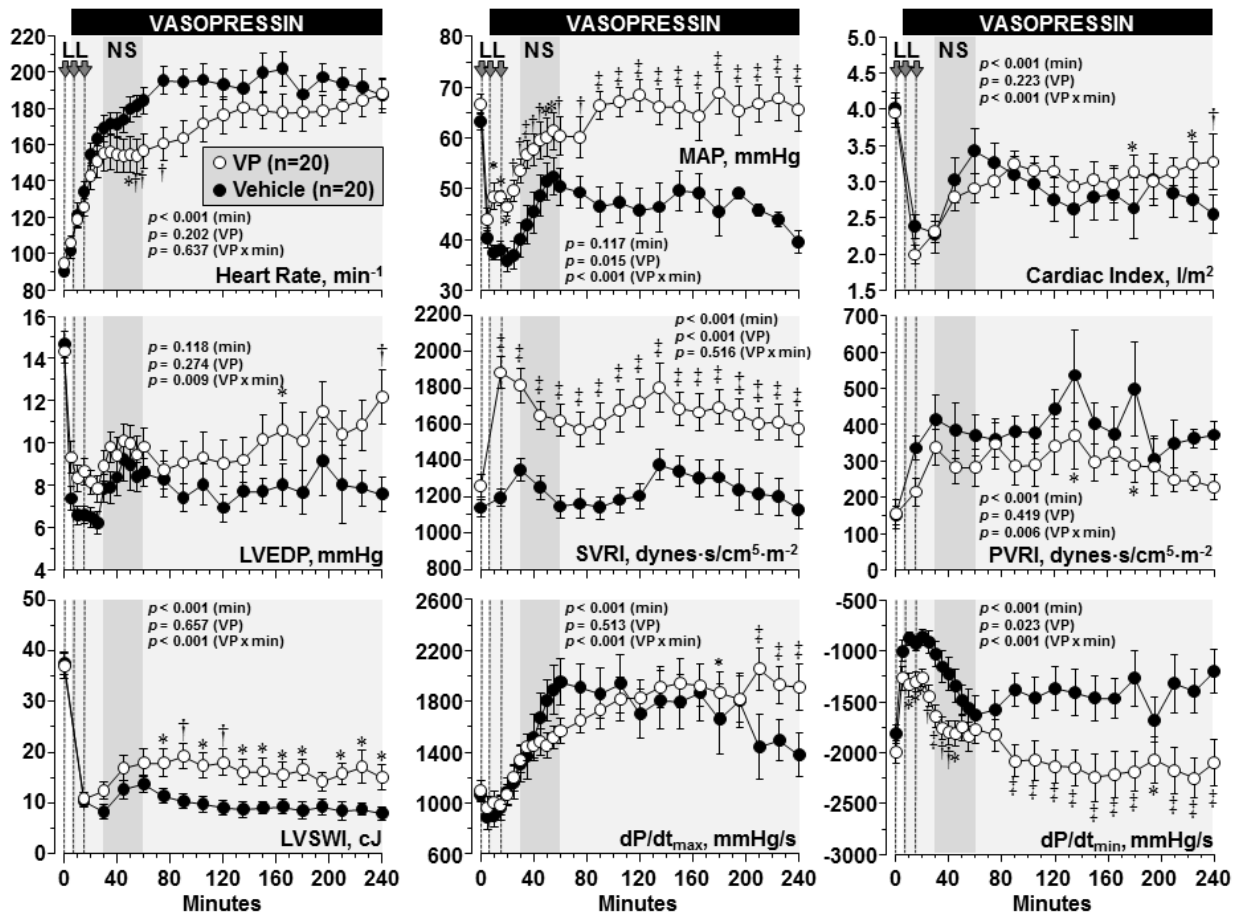 VASOPRESSIN
VASOPRESSIN
VASOPRESSIN
220
200
180
160
140
120
100
80
LL
NS
VP (n=20)
Vehicle (n=20)
*†‡ †
p < 0.001 (min)
p = 0.202 (VP)
p = 0.637 (VP x min)
Heart Rate, min-1
80
70
60
50
40
30
LL
NS
MAP, mmHg
p = 0.117 (min)
p = 0.015 (VP)
p < 0.001 (VP x min)
5.0
4.5
4.0
3.5
3.0
2.5
2.0
1.5
1.0
LL
NS
p < 0.001 (min)
p = 0.223 (VP)
p < 0.001 (VP x min)
* * †
Cardiac Index, l/m2
16
14
12
10
8
6
4
p = 0.118 (min)
p = 0.274 (VP)
p = 0.009 (VP x min)
* †
LVEDP, mmHg
2200
2000
1800
1600
1400
1200
1000
800
p < 0.001 (min)
p < 0.001 (VP)
p = 0.516 (VP x min)
‡ ‡ ‡ ‡ ‡ ‡ ‡ ‡ ‡ ‡ ‡ ‡ ‡ ‡ ‡ ‡
SVRI, dynes·s/cm5·m-2
700
600
500
400
300
200
100
0
* *
p < 0.001 (min)
p = 0.419 (VP)
p = 0.006 (VP x min)
PVRI, dynes·s/cm5·m-2
50
40
30
20
10
0
p < 0.001 (min)
p = 0.657 (VP)
p < 0.001 (VP x min)
* † * † * * * * * * *
LVSWI, cJ
0 40 80 120 160 200 240
Minutes
2600
2200
1800
1400
1000
600
p < 0.001 (min)
p = 0.513 (VP)
p < 0.001 (VP x min)
* ‡ ‡ ‡
dP/dtmax, mmHg/s
0 40 80 120 160 200 240
Minutes
-500
-1000
-1500
-2000
-2500
-3000
p < 0.001 (min)
p = 0.023 (VP)
p < 0.001 (VP x min)
‡ ‡ ‡ ‡ ‡ ‡ ‡ * ‡ ‡ ‡
dP/dtmin, mmHg/s
0 40 80 120 160 200 240
Minutes